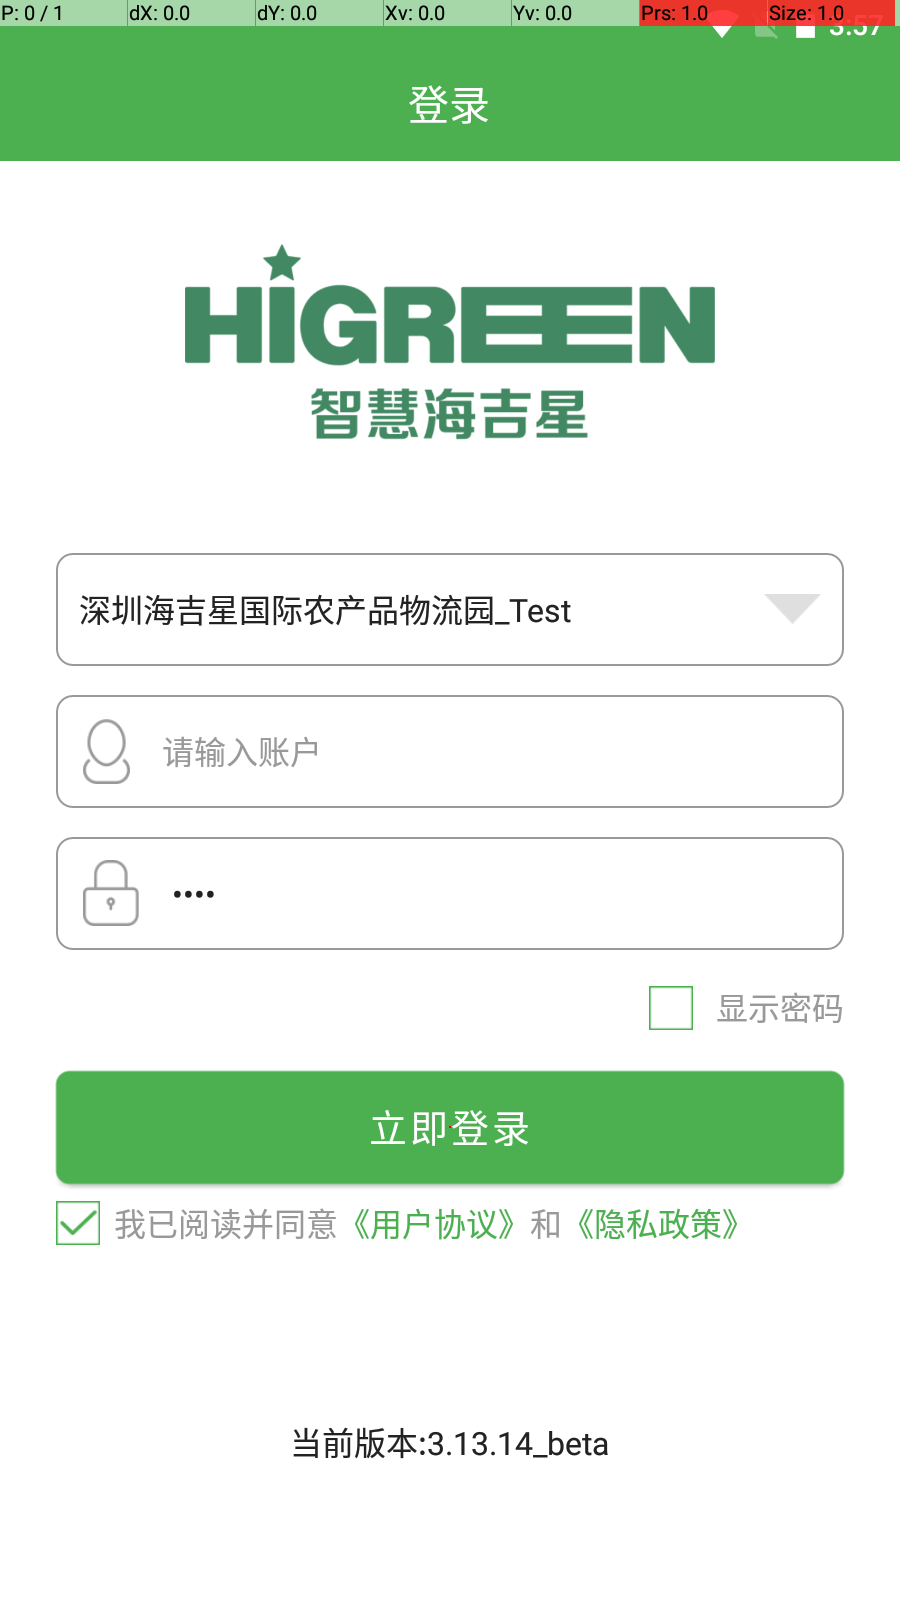 P: 0 / 1 dX: 0.0 dY: 0.0 Xv: 0.0 Yv: 0.0 Prs: 1.0 Size: 1.0
3:57
登录
HIGREEN
智慧海吉星
深圳海吉星国际农产品物流园_Test
请输入账户
••••
显示密码
立即登录
我已阅读并同意《用户协议》和《隐私政策》
当前版本:3.13.14_beta